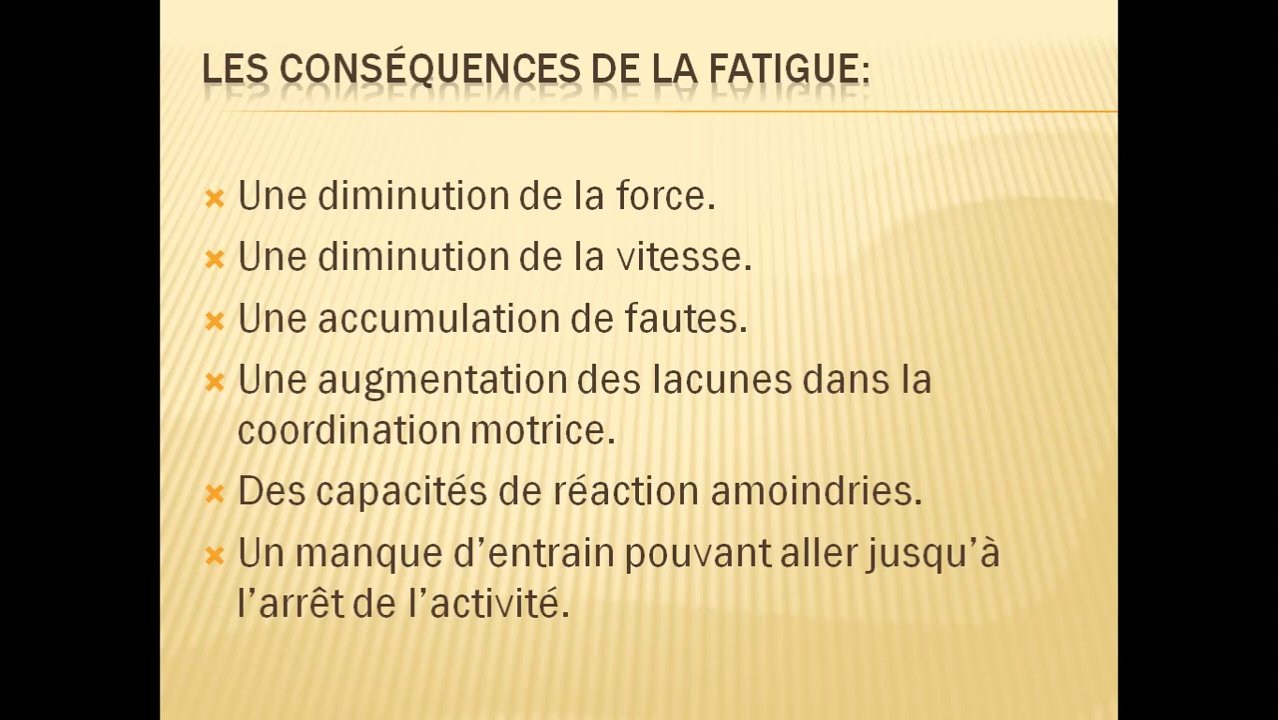 LES CONSÉQUENCES DE LA FATIGUE:
Une diminution de la force.
Une diminution de la vitesse.
Une accumulation de fautes.
Une augmentation des lacunes dans la
coordination motrice.
Des capacités de réaction amoindries.
Un manque d’entrain pouvant aller jusqu’à
l’arrêt de l’activité.